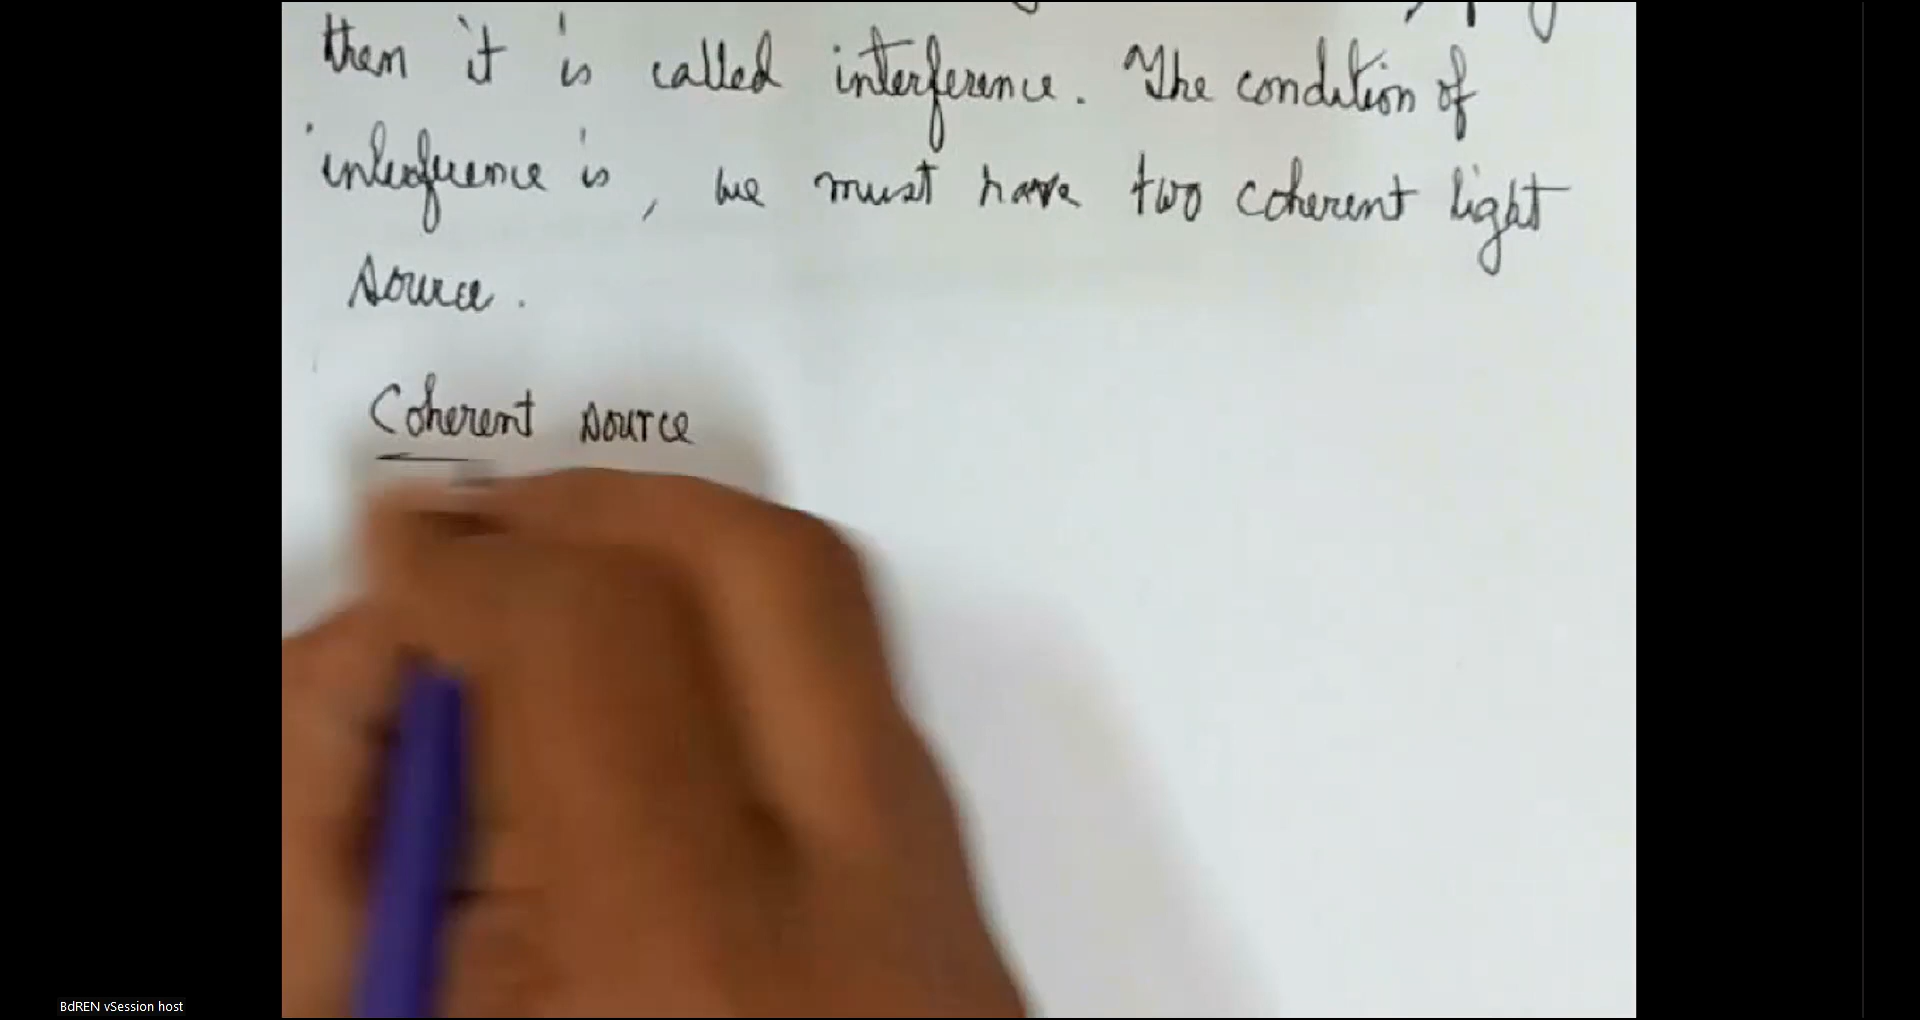 then it is called interference. The condition of
interference is, we must have two coherent light
source.
Coherent source
BdREN vSession host